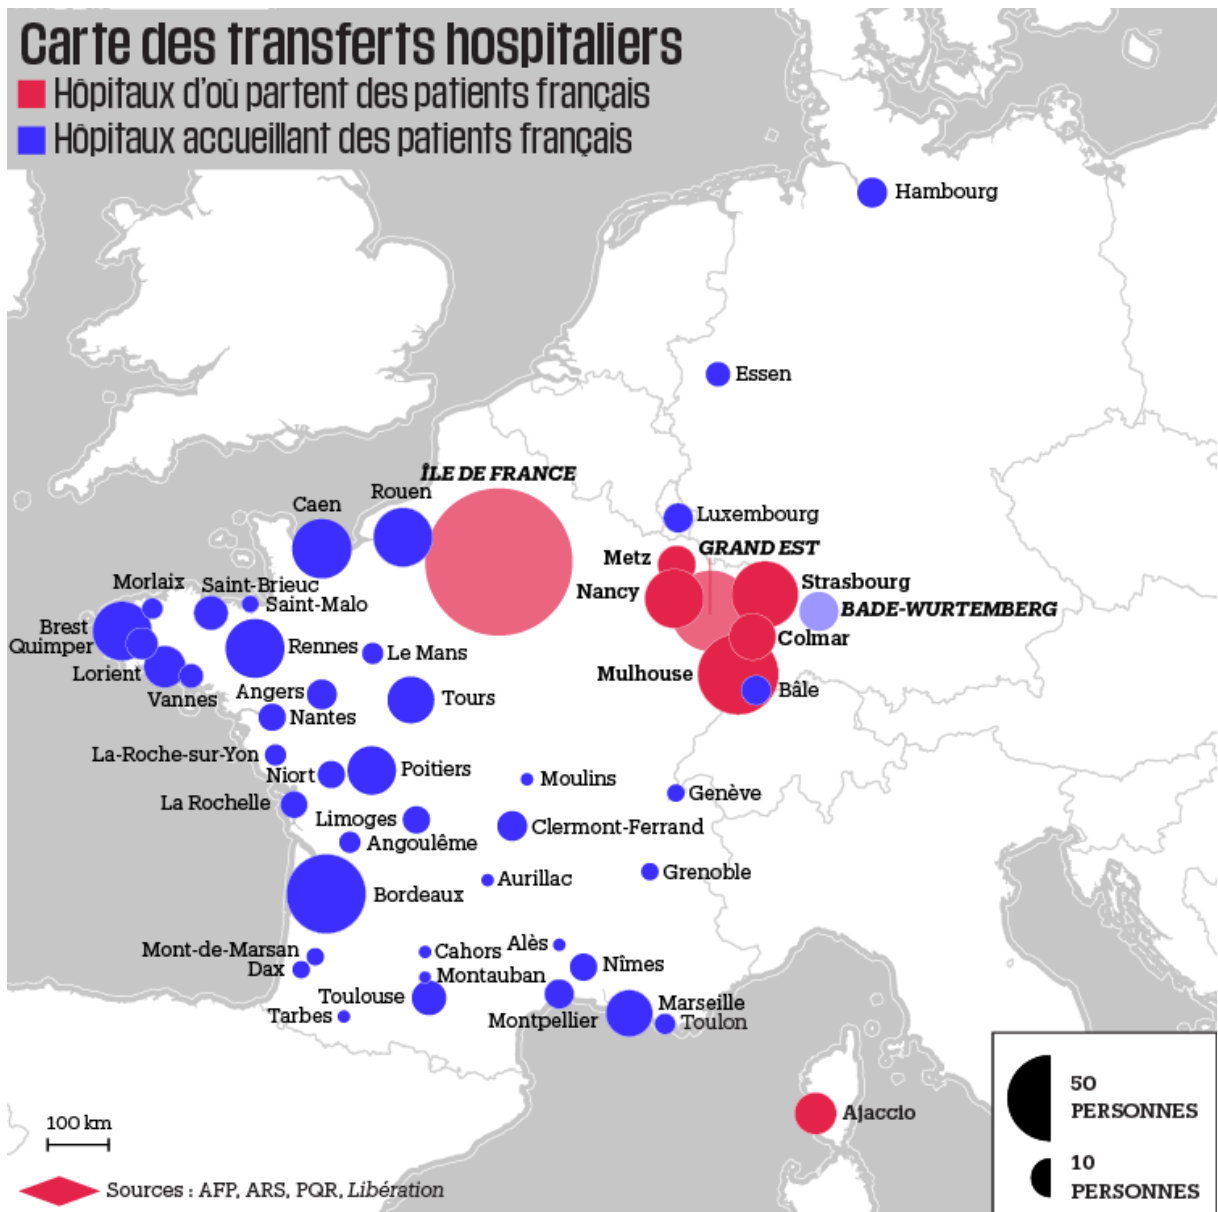 Carte des transferts hospitaliers
Hôpitaux d'où partent des patients français
Hôpitaux accueillant des patients français
Hambourg
Essen
ÎLE DE FRANCE
Rouen
Caen
Luxembourg
GRAND EST
Metz
Nancy
Strasbourg
BADE-WURTEMBERG
Colmar
Mulhouse
Bâle
Morlaix
Saint-Brieuc
Saint-Malo
Brest
Quimper
Rennes
Le Mans
Lorient
Vannes
Angers
Tours
Nantes
La-Roche-sur-Yon
Niort
Poitiers
Moulins
Genève
La Rochelle
Limoges
Clermont-Ferrand
Angoulême
Grenoble
Aurillac
Bordeaux
Mont-de-Marsan
Dax
Cahors
Alès
Montauban
Nîmes
Toulouse
Tarbes
Montpellier
Marseille
Toulon
Ajaccio
50
PERSONNES
10
PERSONNES
100 km
Sources : AFP, ARS, PQR, Libération